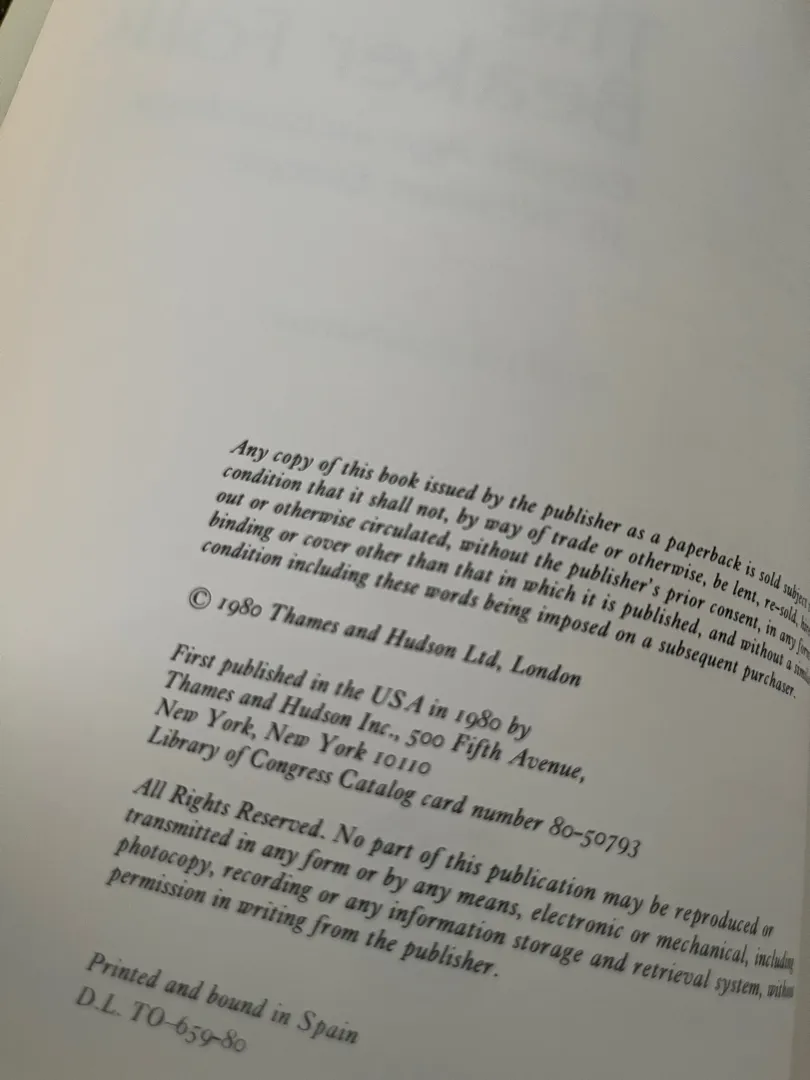 Any copy of this book issued by the publisher as a paperback is sold subject
condition that it shall not, by way of trade or otherwise, be lent, re-sold,
out or otherwise circulated, without the publisher's prior consent, in any
binding or cover other than that in which it is published, and without a
condition including these words being imposed on a subsequent purchaser.
© 1980 Thames and Hudson Ltd, London
First published in the USA in 1980 by
Thames and Hudson Inc., 500 Fifth Avenue,
New York, New York 10110
Library of Congress Catalog card number 80-50793
All Rights Reserved. No part of this publication may be reproduced or
transmitted in any form or by any means, electronic or mechanical, including
photocopy, recording or any information storage and retrieval system, without
permission in writing from the publisher.
Printed and bound in Spain
D.L. TO-659-80